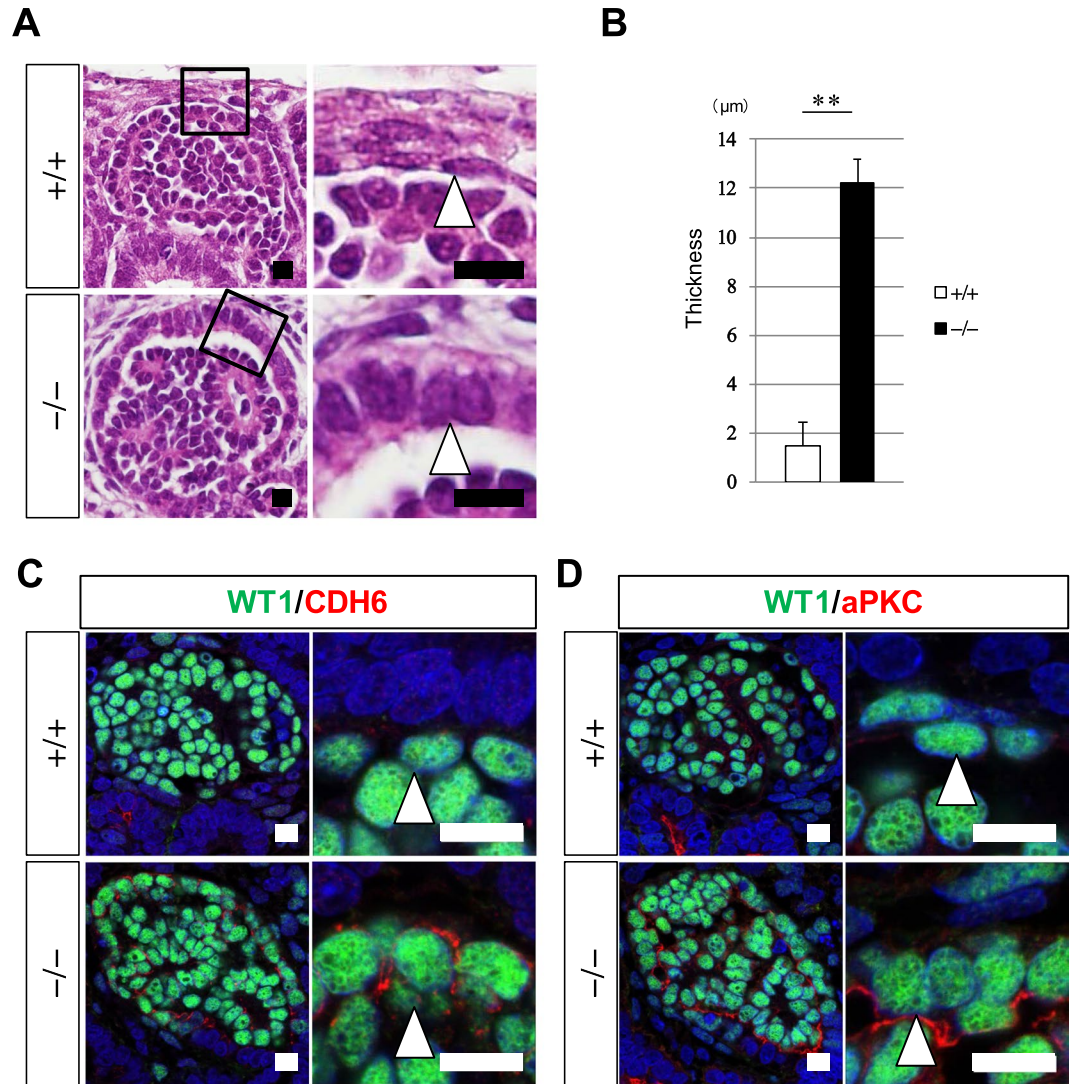 A
+/+
−/−
B
(μm)
**
14
12
10
8
6
4
2
0
Thickness
+/+
−/−
C
WT1/CDH6
+/+
−/−
D
WT1/aPKC
+/+
−/−